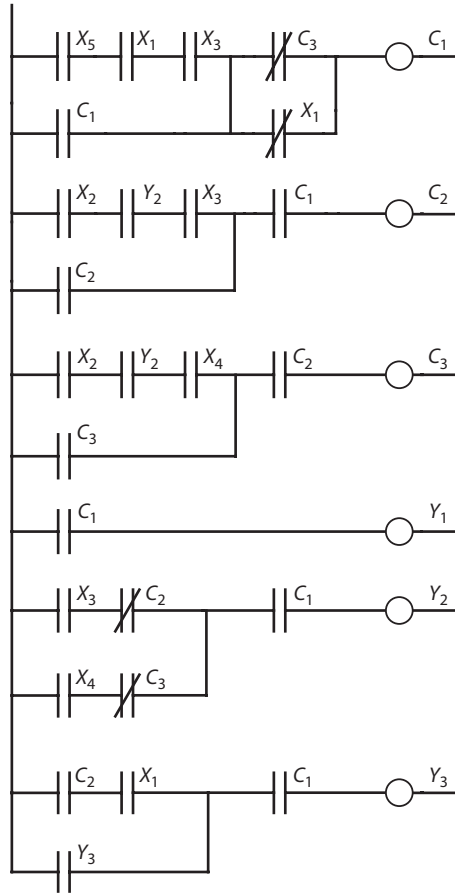 X5 X1 X3 C3 C1
C1 X1
X2 Y2 X3 C1 C2
C2
X2 Y2 X4 C2 C3
C3
C1 Y1
X3 C2 C1 Y2
X4 C3
C2 X1 C1 Y3
Y3